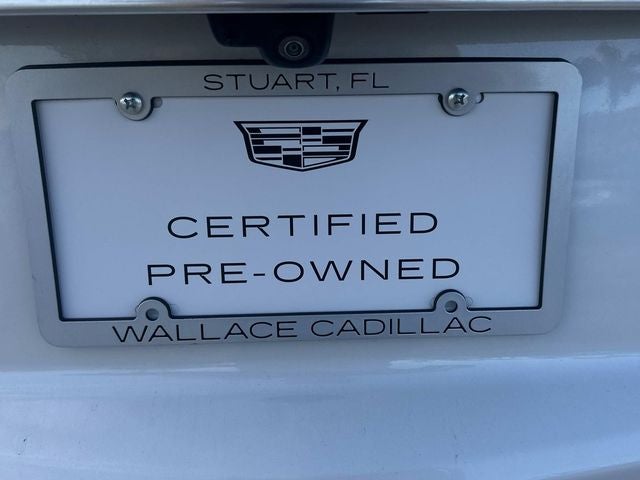 STUART, FL
CERTIFIED
PRE-OWNED
WALLACE CADILLAC